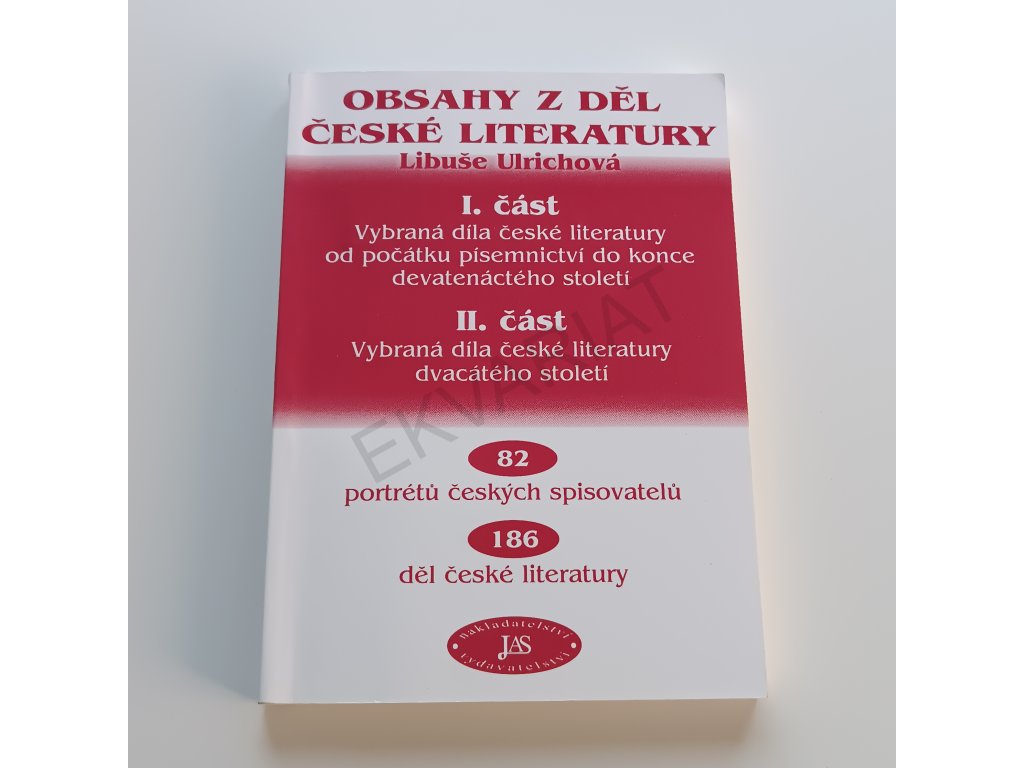 OBSAHY Z DĚL
ČESKÉ LITERATURY
Libuše Ulrichová
I. část
Vybraná díla české literatury
od počátku písemnictví do konce
devatenáctého století
II. část
Vybraná díla české literatury
dvacátého století
EKVARIAT
82
portrétů českých spisovatelů
186
děl české literatury
nakladatelství
JAS
vydavatelství